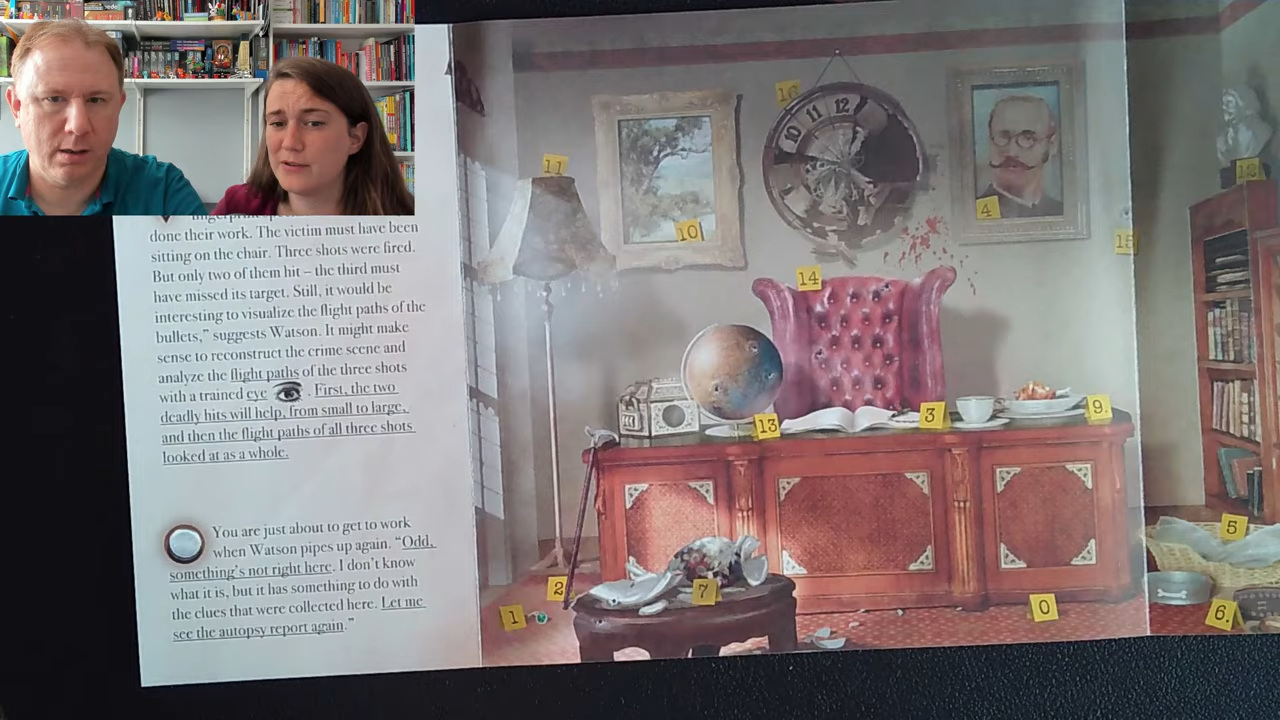 done their work. The victim must have been
sitting on the chair. Three shots were fired.
But only two of them hit – the third must
have missed its target. Still, it would be
interesting to visualize the flight paths of the
bullets,” suggests Watson. It might make
sense to reconstruct the crime scene and
analyze the flight paths of the three shots
with a trained eye . First, the two
deadly hits will help, from small to large,
and then the flight paths of all three shots
looked at as a whole.
You are just about to get to work
when Watson pipes up again. “Odd,
something’s not right here. I don’t know
what it is, but it has something to do with
the clues that were collected here. Let me
see the autopsy report again.”
11
10
10 11 12
4
15
14
13
3
9.
5
2
1
7
0
6.